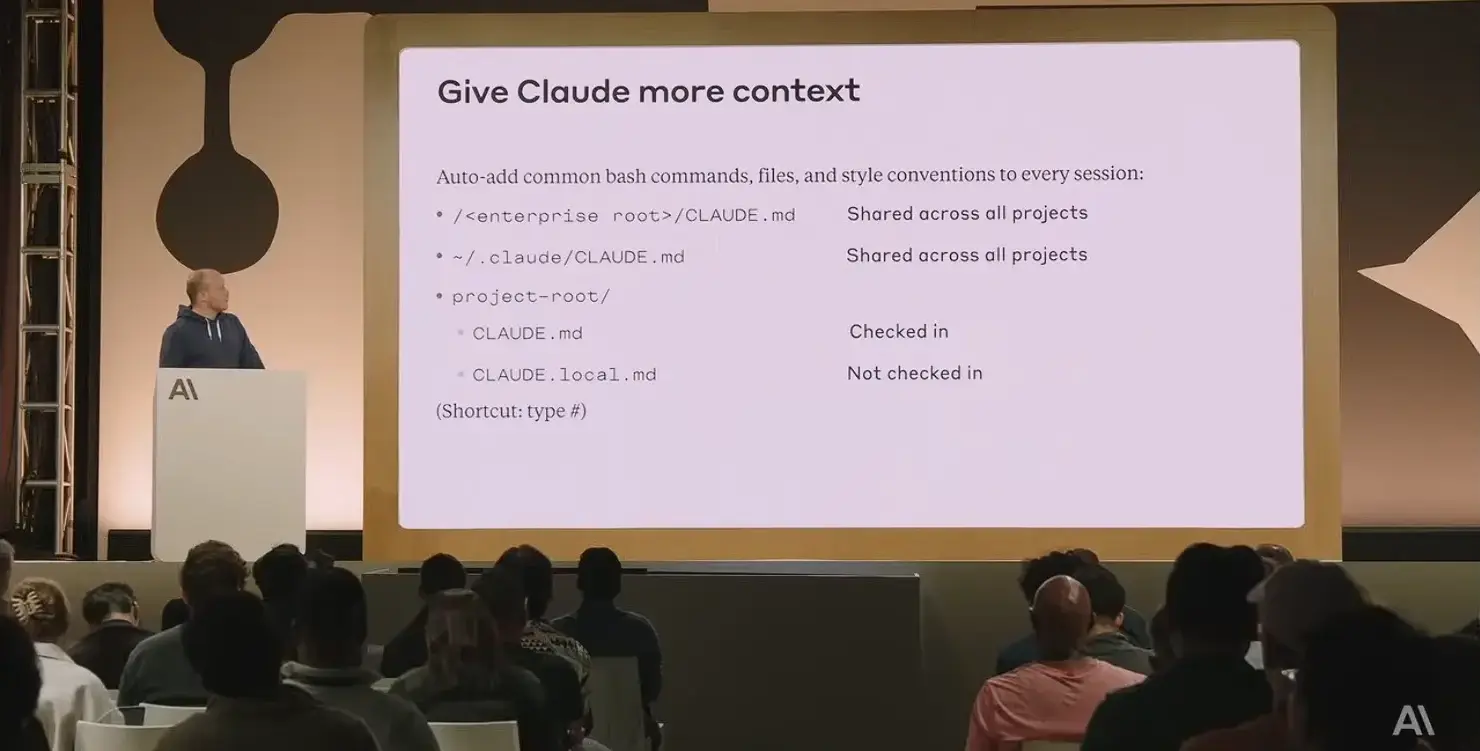 Give Claude more context
Auto-add common bash commands, files, and style conventions to every session:
• /<enterprise root>/CLAUDE.md Shared across all projects
• ~/.claude/CLAUDE.md Shared across all projects
• project-root/
• CLAUDE.md Checked in
• CLAUDE.local.md Not checked in
(Shortcut: type #)
A\
A\